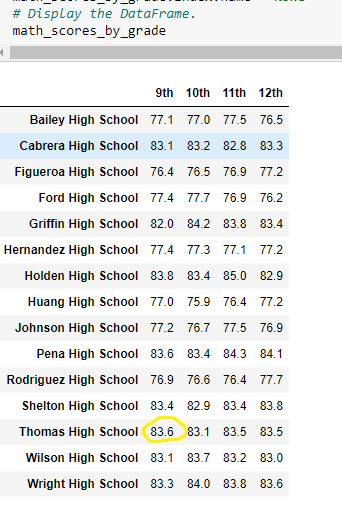 # Display the DataFrame.
math_scores_by_grade
9th 10th 11th 12th
Bailey High School 77.1 77.0 77.5 76.5
Cabrera High School 83.1 83.2 82.8 83.3
Figueroa High School 76.4 76.5 76.9 77.2
Ford High School 77.4 77.7 76.9 76.2
Griffin High School 82.0 84.2 83.8 83.4
Hernandez High School 77.4 77.3 77.1 77.2
Holden High School 83.8 83.4 85.0 82.9
Huang High School 77.0 75.9 76.4 77.2
Johnson High School 77.2 76.7 77.5 76.9
Pena High School 83.6 83.4 84.3 84.1
Rodriguez High School 76.9 76.6 76.4 77.7
Shelton High School 83.4 82.9 83.4 83.8
Thomas High School 83.6 83.1 83.5 83.5
Wilson High School 83.1 83.7 83.2 83.0
Wright High School 83.3 84.0 83.8 83.6